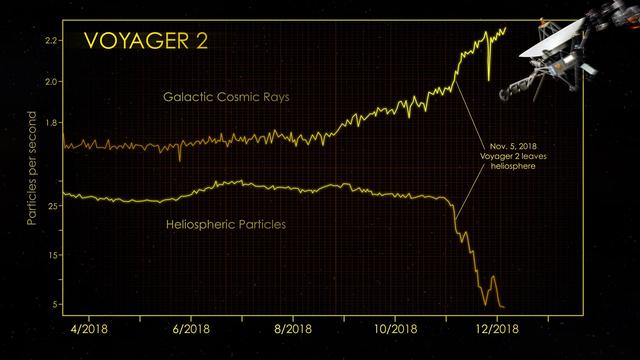 VOYAGER 2
2.2
2.0
1.8
Galactic Cosmic Rays
Nov. 5, 2018
Voyager 2 leaves
heliosphere
Particles per second
25
15
5
Heliospheric Particles
4/2018 6/2018 8/2018 10/2018 12/2018